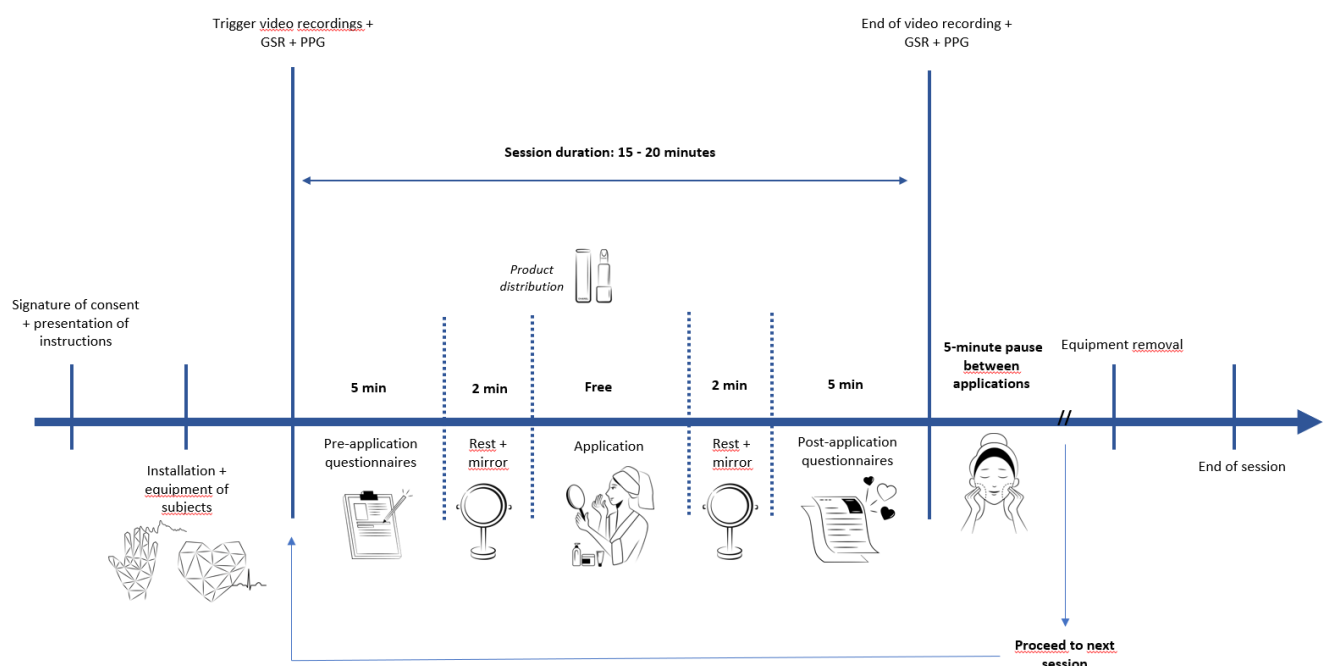 Trigger video recordings +
GSR + PPG
End of video recording +
GSR + PPG
Session duration: 15 - 20 minutes
Product
distribution
Signature of consent
+ presentation of
instructions
5-minute pause
between
applications
Equipment removal
5 min
2 min
Free
2 min
5 min
Pre-application
questionnaires
Rest +
mirror
Application
Rest +
mirror
Post-application
questionnaires
Installation +
equipment of
subjects
End of session
Proceed to next
session